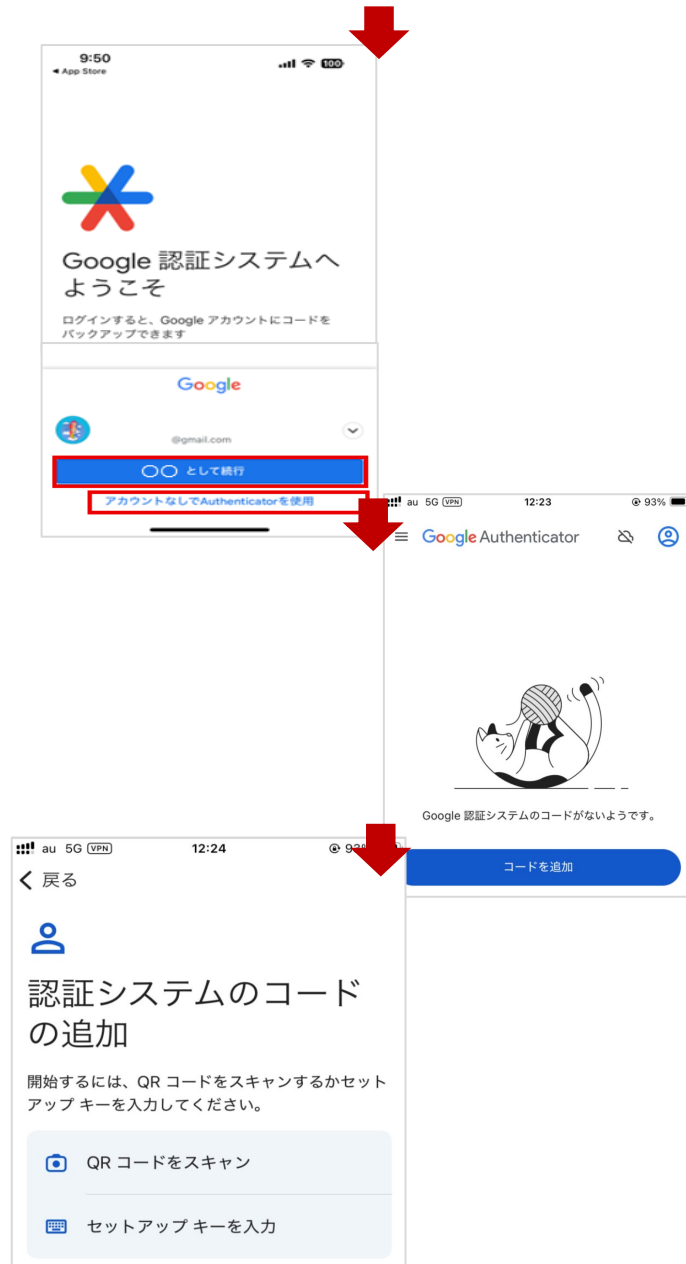 9:50
◀ App Store
100
Google 認証システムへ
ようこそ
ログインすると、Google アカウントにコードを
バックアップできます
Google
@gmail.com
〇〇 として続行
アカウントなしでAuthenticatorを使用
au 5G VPN 12:23 93%
Google Authenticator
Google 認証システムのコードがないようです。
コードを追加
au 5G VPN 12:24
戻る
認証システムのコード
の追加
開始するには、QR コードをスキャンするかセット
アップ キーを入力してください。
QR コードをスキャン
セットアップ キーを入力